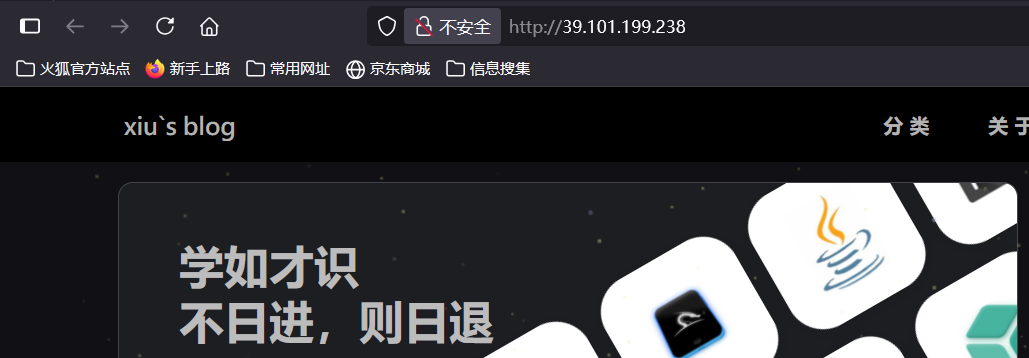 不安全 http://39.101.199.238
火狐官方站点 新手上路 常用网址 京东商城 信息搜集
xiu`s blog 分类 关于
学如才识
不日进，则日退